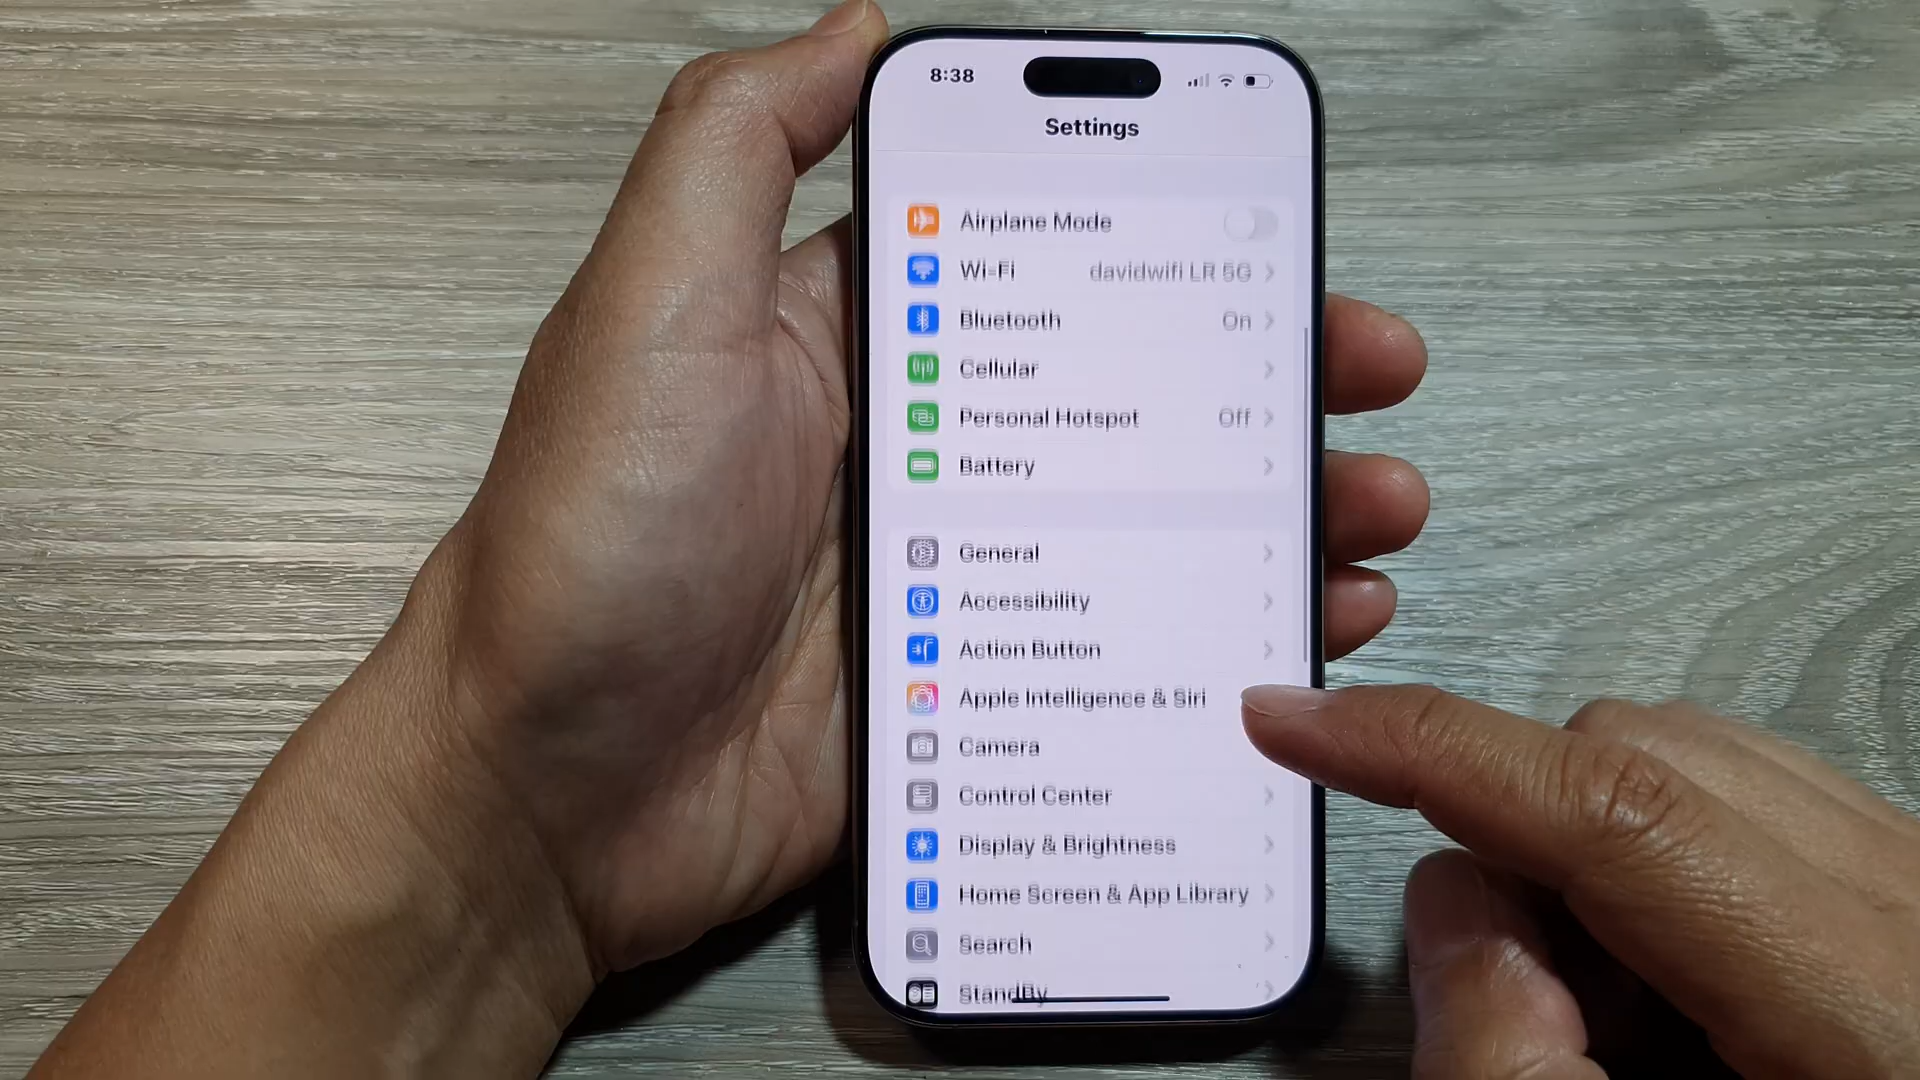 8:38
Settings
Airplane Mode
Wi-Fi davidwifi LR 5G
Bluetooth On
Cellular
Personal Hotspot Off
Battery
General
Accessibility
Action Button
Apple Intelligence & Siri
Camera
Control Center
Display & Brightness
Home Screen & App Library
Search
StandBy